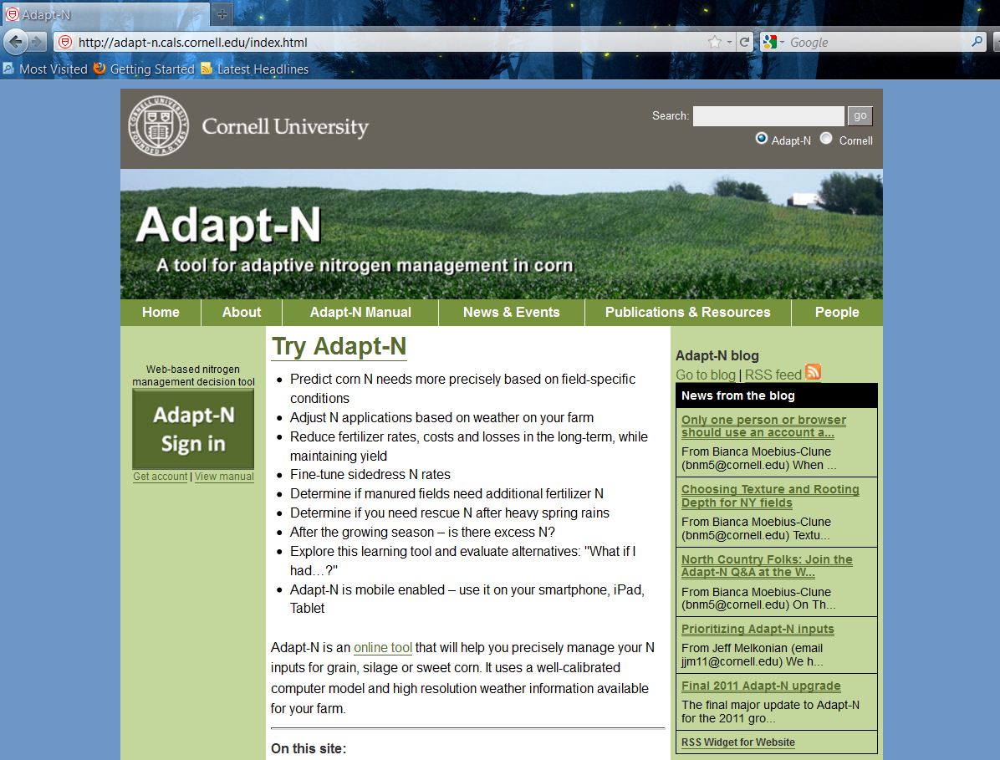 Adapt-N
http://adapt-n.cals.cornell.edu/index.html
Google
Most Visited
Getting Started
Latest Headlines
CORNELL UNIVERSITY
FOUNDED A.D. 1865
Cornell University
Search:
go
Adapt-N
Cornell
Adapt-N
A tool for adaptive nitrogen management in corn
Home
About
Adapt-N Manual
News & Events
Publications & Resources
People
Web-based nitrogen
management decision tool
Adapt-N
Sign in
Get account | View manual
Try Adapt-N
Predict corn N needs more precisely based on field-specific
conditions
Adjust N applications based on weather on your farm
Reduce fertilizer rates, costs and losses in the long-term, while
maintaining yield
Fine-tune sidedress N rates
Determine if manured fields need additional fertilizer N
Determine if you need rescue N after heavy spring rains
After the growing season – is there excess N?
Explore this learning tool and evaluate alternatives: "What if I
had…?"
Adapt-N is mobile enabled – use it on your smartphone, iPad,
Tablet
Adapt-N is an online tool that will help you precisely manage your N
inputs for grain, silage or sweet corn. It uses a well-calibrated
computer model and high resolution weather information available
for your farm.
On this site:
Adapt-N blog
Go to blog | RSS feed
News from the blog
Only one person or browser
should use an account a...
From Bianca Moebius-Clune
(bnm5@cornell.edu) When ...
Choosing Texture and Rooting
Depth for NY fields
From Bianca Moebius-Clune
(bnm5@cornell.edu) Textu...
North Country Folks: Join the
Adapt-N Q&A at the W...
From Bianca Moebius-Clune
(bnm5@cornell.edu) On Th...
Prioritizing Adapt-N inputs
From Jeff Melkonian (email
jjm11@cornell.edu) We h...
Final 2011 Adapt-N upgrade
The final major update to Adapt-N
for the 2011 gro...
RSS Widget for Website